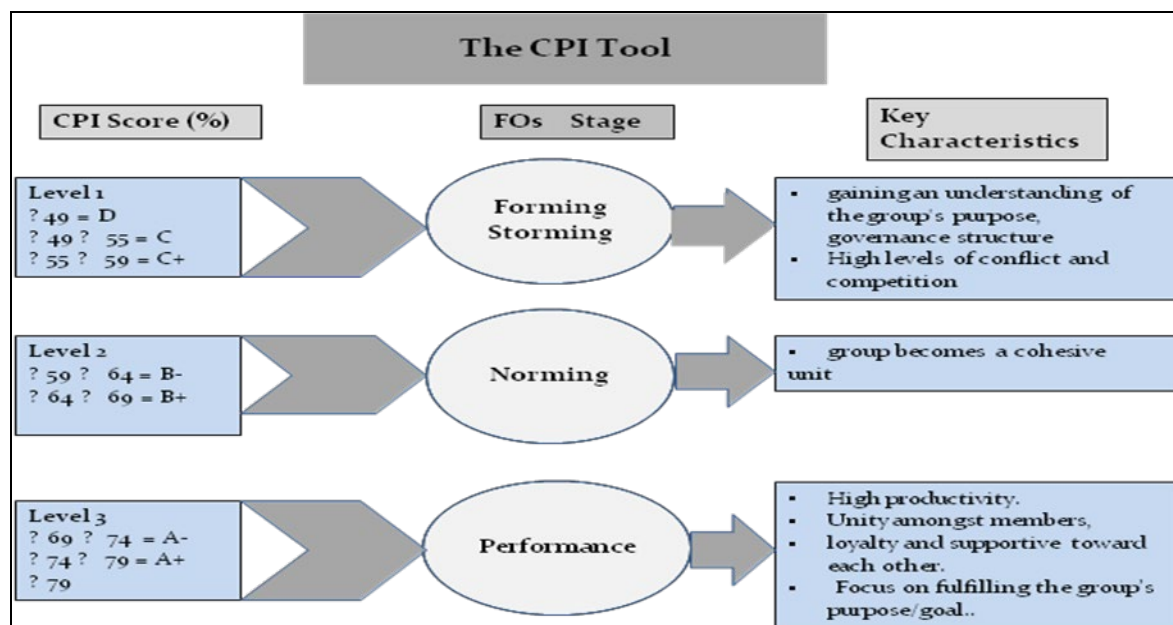 The CPI Tool
CPI Score (%)
FOs Stage
Key
Characteristics
Level 1
? 49 = D
? 49 ? 55 = C
? 55 ? 59 = C+
Forming
Storming
▪ gaining an understanding of
the group's purpose,
governance structure
▪ High levels of conflict and
competition
Level 2
? 59 ? 64 = B-
? 64 ? 69 = B+
Norming
▪ group becomes a cohesive
unit
Level 3
? 69 ? 74 = A-
? 74 ? 79 = A+
? 79
Performance
▪ High productivity.
▪ Unity amongst members,
▪ loyalty and supportive toward
each other.
▪ Focus on fulfilling the group's
purpose/goal..